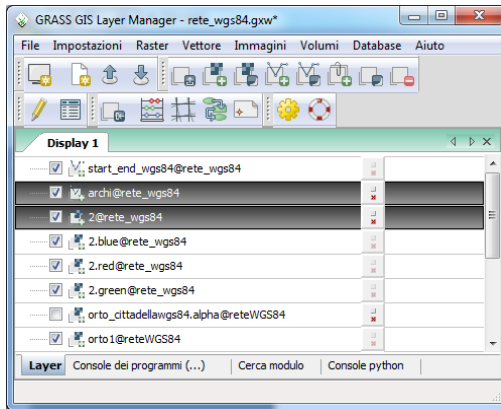 GRASS GIS Layer Manager - rete_wgs84.gxw*
File Impostazioni Raster Vettore Immagini Volumi Database Aiuto
Display 1
start_end_wgs84@rete_wgs84
archi@rete_wgs84
2@rete_wgs84
2.blue@rete_wgs84
2.red@rete_wgs84
2.green@rete_wgs84
orto_cittadellawgs84.alpha@reteWGS84
orto1@reteWGS84
Layer Console dei programmi (...) Cerca modulo Console python